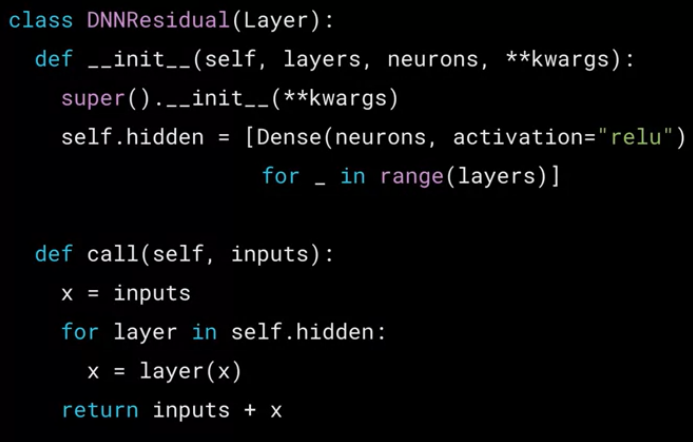 class DNNResidual(Layer):
  def __init__(self, layers, neurons, **kwargs):
    super().__init__(**kwargs)
    self.hidden = [Dense(neurons, activation="relu")
                    for _ in range(layers)]

  def call(self, inputs):
    x = inputs
    for layer in self.hidden:
      x = layer(x)
    return inputs + x